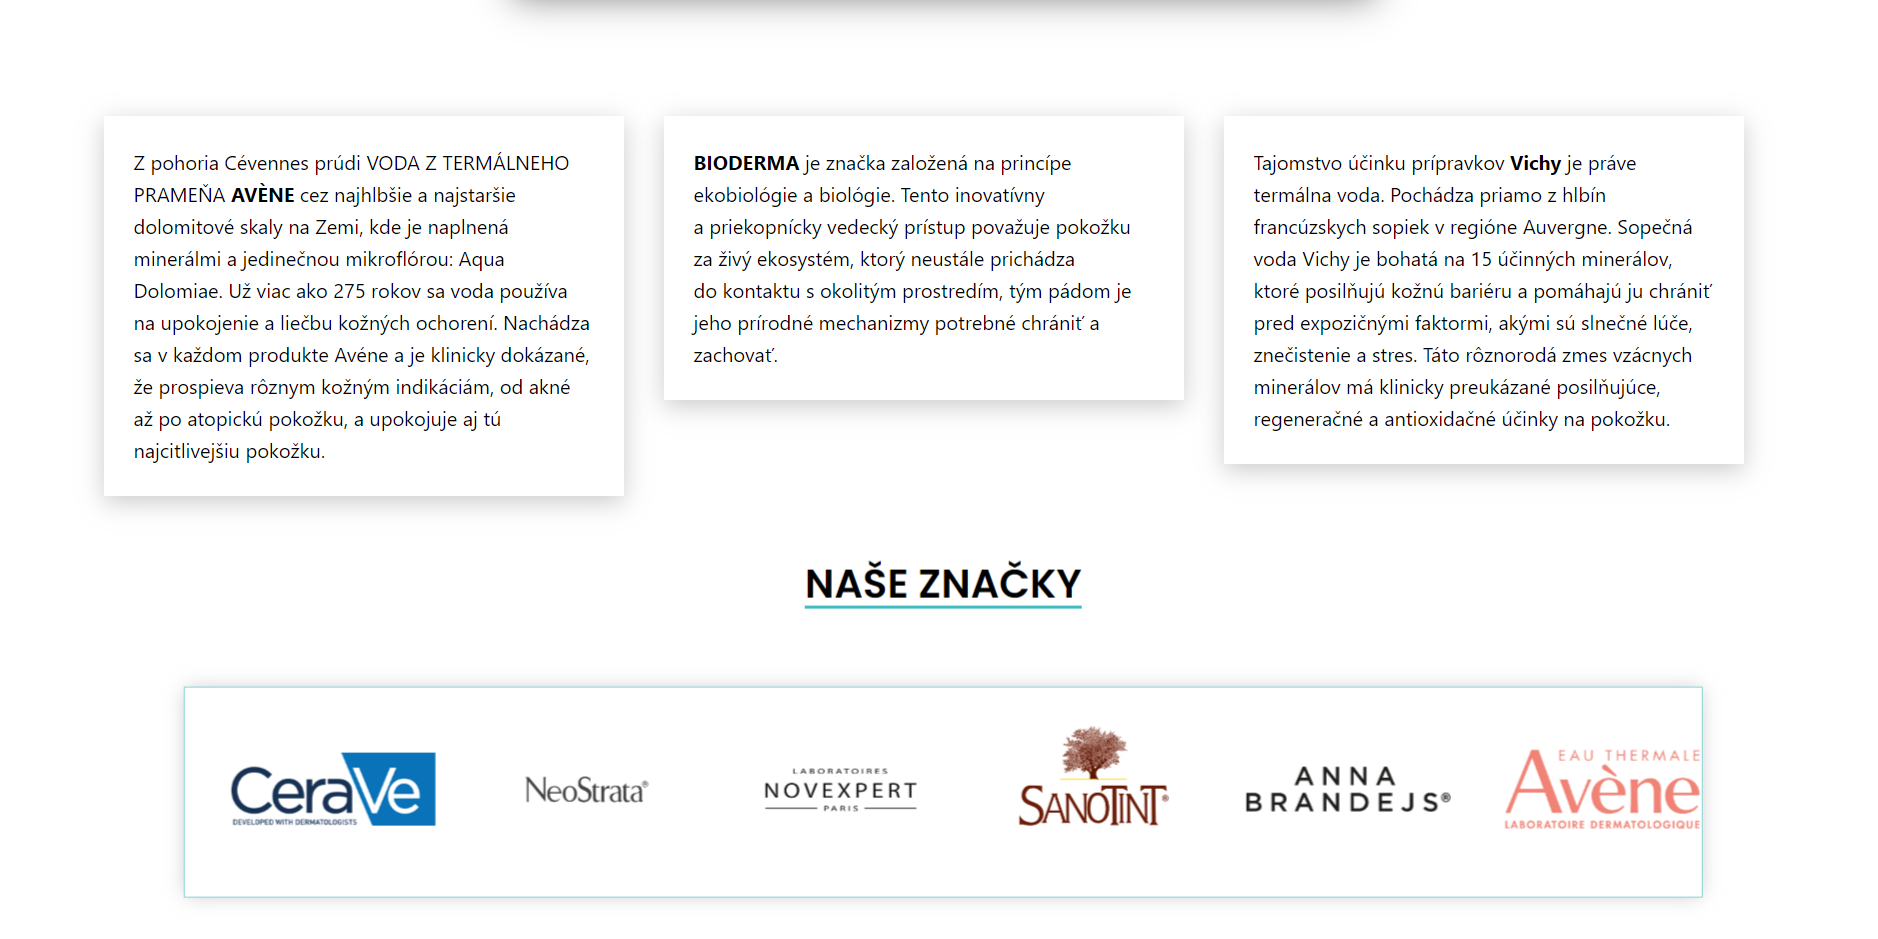 Z pohoria Cévennes prúdi VODA Z TERMÁLNEHO
PRAMEŇA AVÈNE cez najhlbšie a najstaršie
dolomitové skaly na Zemi, kde je naplnená
minerálmi a jedinečnou mikroflórou: Aqua
Dolomiae. Už viac ako 275 rokov sa voda používa
na upokojenie a liečbu kožných ochorení. Nachádza
sa v každom produkte Avéne a je klinicky dokázané,
že prospieva rôznym kožným indikáciám, od akné
až po atopickú pokožku, a upokojuje aj tú
najcitlivejšiu pokožku.
BIODERMA je značka založená na princípe
ekobiológie a biológie. Tento inovatívny
a priekopnícky vedecký prístup považuje pokožku
za živý ekosystém, ktorý neustále prichádza
do kontaktu s okolitým prostredím, tým pádom je
jeho prírodné mechanizmy potrebné chrániť a
zachovať.
Tajomstvo účinku prípravkov Vichy je práve
termálna voda. Pochádza priamo z hlbín
francúzskych sopiek v regióne Auvergne. Sopečná
voda Vichy je bohatá na 15 účinných minerálov,
ktoré posilňujú kožnú bariéru a pomáhajú ju chrániť
pred expozičnými faktormi, akými sú slnečné lúče,
znečistenie a stres. Táto rôznorodá zmes vzácnych
minerálov má klinicky preukázané posilňujúce,
regeneračné a antioxidačné účinky na pokožku.
NAŠE ZNAČKY
CeraVe
DEVELOPED WITH DERMATOLOGISTS
NeoStrata®
LABORATOIRES
NOVEXPERT
PARIS
SANOTINT®
ANNA
BRANDEJS®
EAU THERMALE
Avène
LABORATOIRE DERMATOLOGIQUE